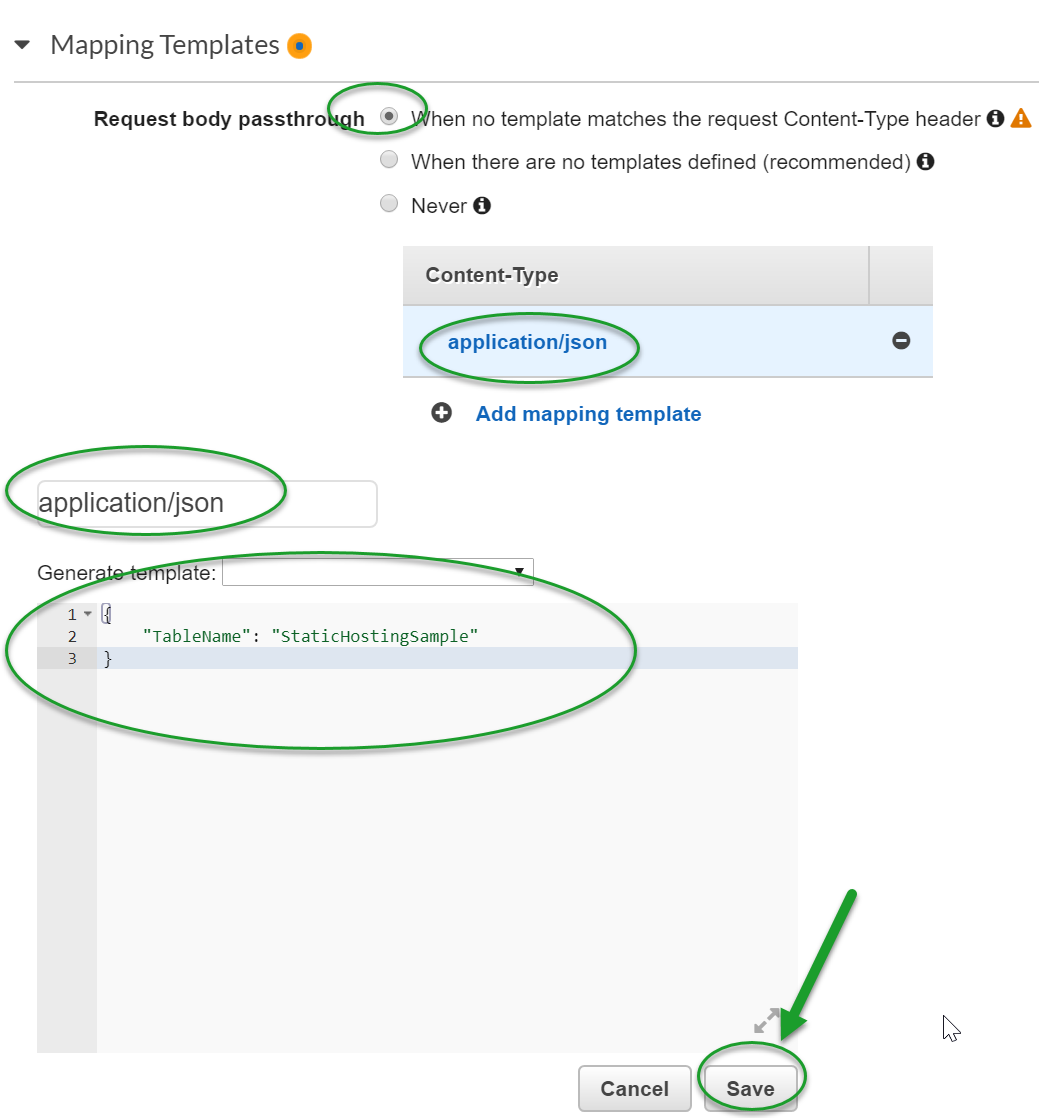 Mapping Templates
Request body passthrough When no template matches the request Content-Type header
When there are no templates defined (recommended)
Never
Content-Type
application/json
Add mapping template
application/json
Generate template:
1 {
2 "TableName": "StaticHostingSample"
3 }
Cancel Save